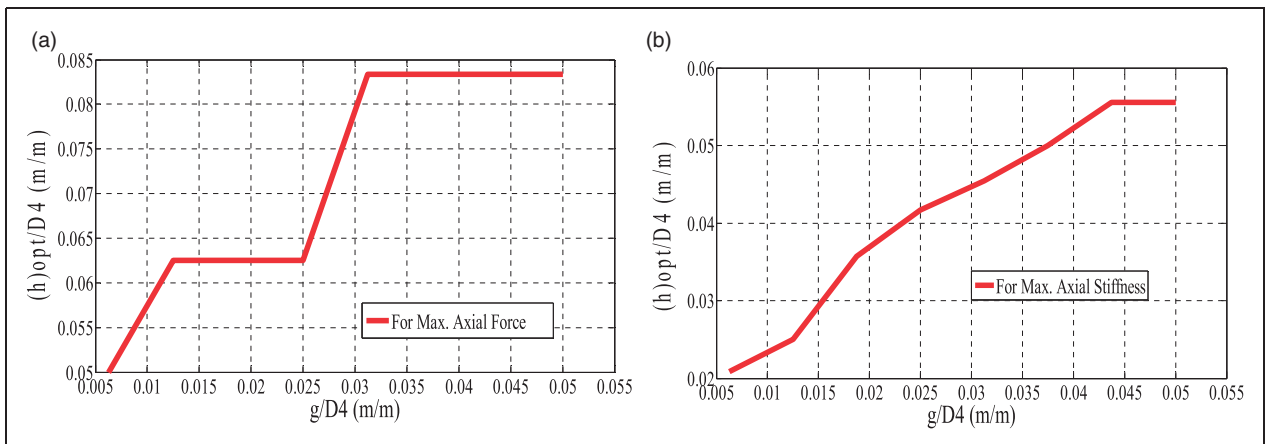 (a)
0.085
0.08
0.075
0.07
0.065
0.06
0.055
0.05
(h)opt/D4 (m/m)
For Max. Axial Force
0.005 0.01 0.015 0.02 0.025 0.03 0.035 0.04 0.045 0.05 0.055
g/D4 (m/m)
(b)
0.06
0.05
0.04
0.03
0.02
(h)opt/D4 (m/m)
For Max. Axial Stiffness
0.005 0.01 0.015 0.02 0.025 0.03 0.035 0.04 0.045 0.05 0.055
g/D4 (m/m)